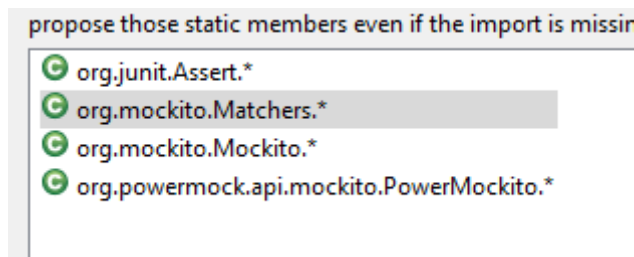 propose those static members even if the import is
org.junit.Assert.*
org.mockito.Matchers.*
org.mockito.Mockito.*
org.powermock.api.mockito.PowerMockito.*